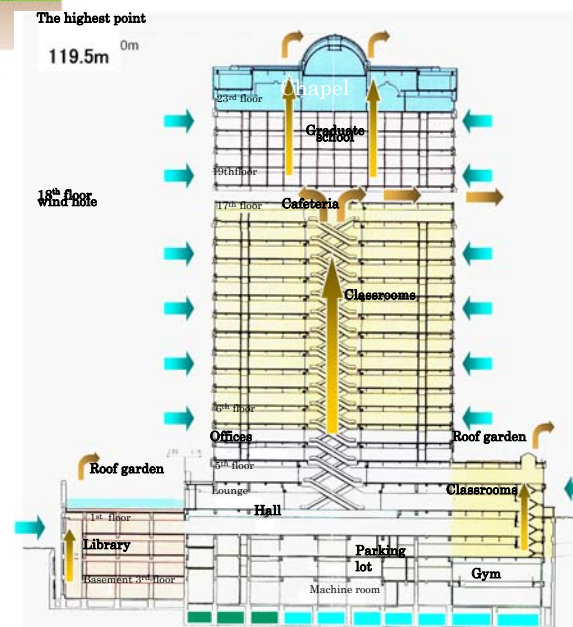 The highest point
0m
119.5m
Chapel
23rd floor
Graduate
school
19thfloor
18th floor
wind hole
17th floor
Cafeteria
Classrooms
6th floor
Offices
Roof garden
5th floor
Roof garden
Lounge
Classrooms
Hall
1st floor
Library
Parking
lot
Gym
Basement 3rd floor
Machine room